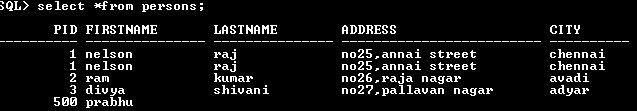 SQL> select *from persons;
PID FIRSTNAME LASTNAME ADDRESS CITY
1 nelson raj no25,annai street chennai
1 nelson raj no25,annai street chennai
2 ram kumar no26,raja nagar avadi
3 divya shivani no27,pallavan nagar adyar
500 prabhu